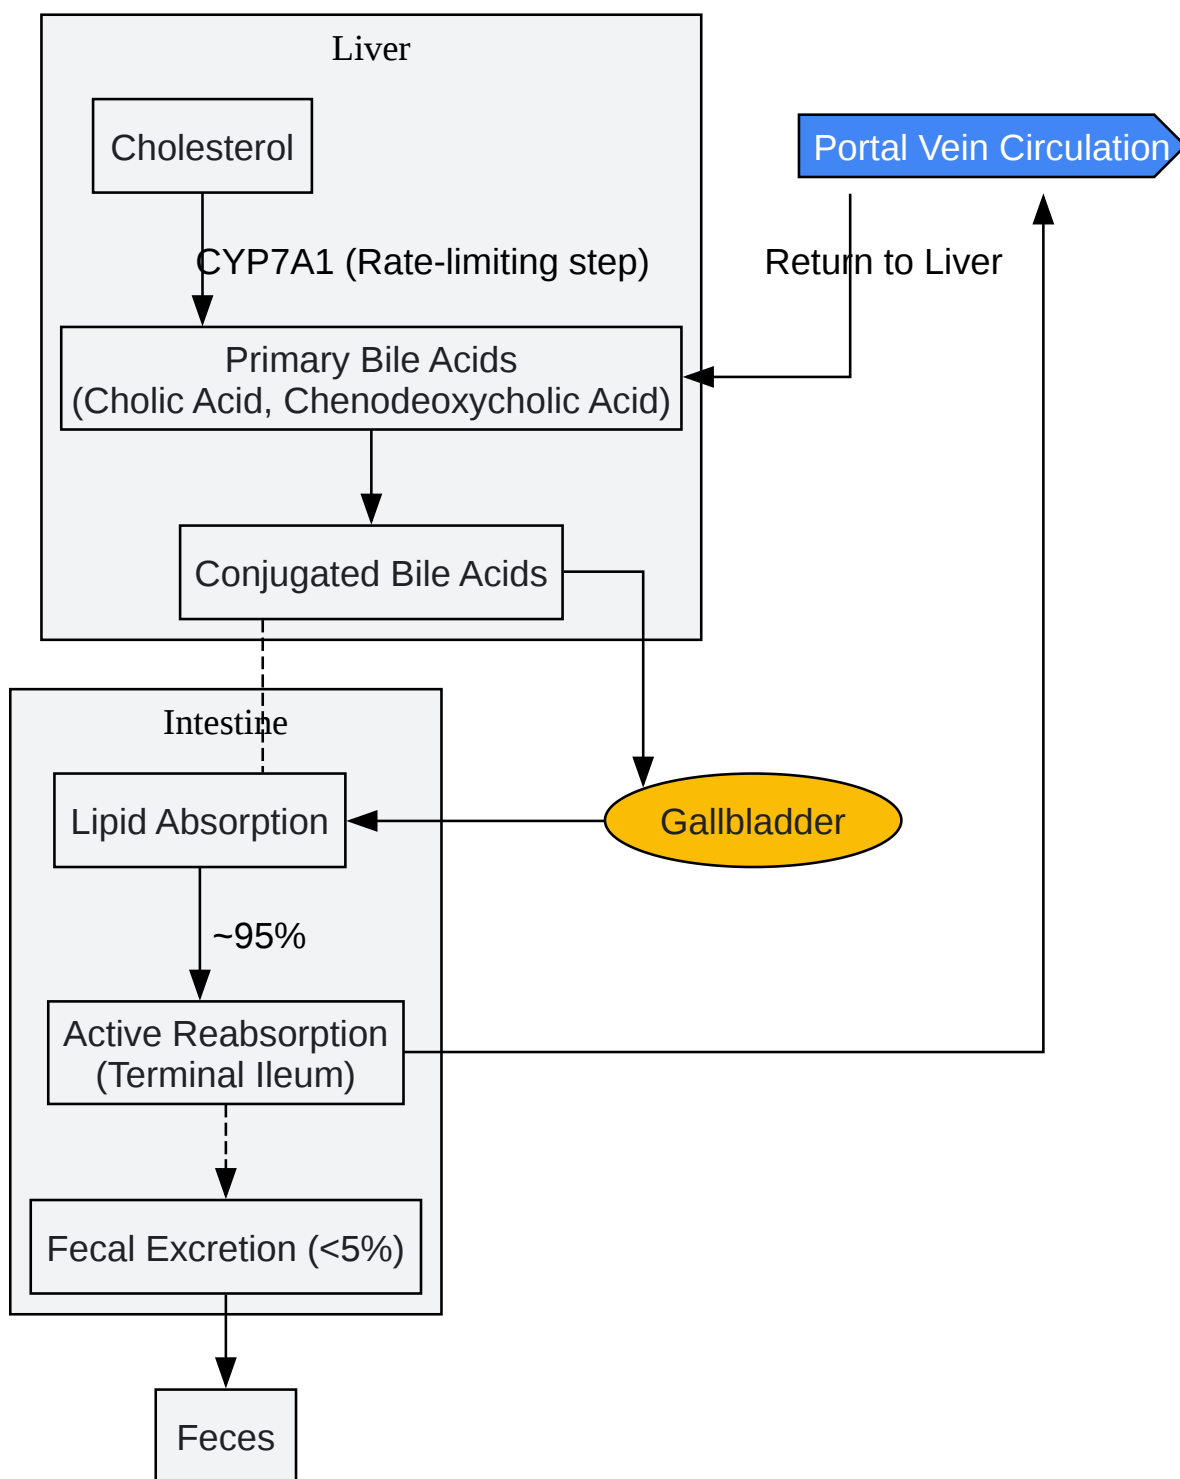 Liver
Cholesterol
Portal Vein Circulation
CYP7A1 (Rate-limiting step)
Return to Liver
Primary Bile Acids
(Cholic Acid, Chenodeoxycholic Acid)
Conjugated Bile Acids
Intestine
Lipid Absorption
Gallbladder
~95%
Active Reabsorption
(Terminal Ileum)
Fecal Excretion (<5%)
Feces